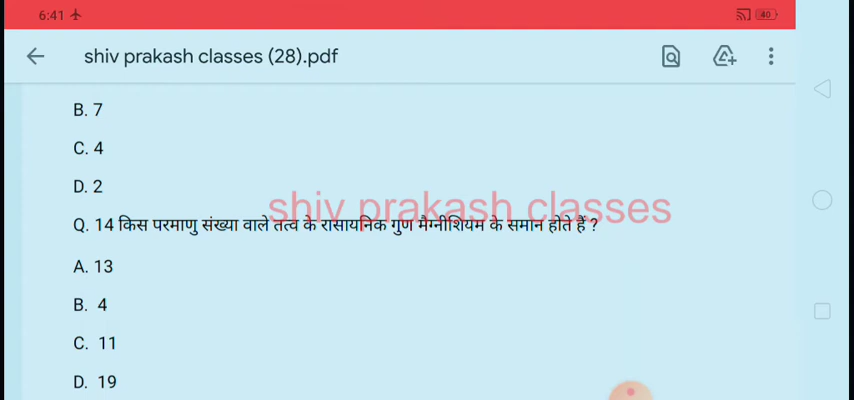 6:41
40
shiv prakash classes (28).pdf
B. 7
C. 4
D. 2
shiv prakash classes
Q. 14 किस परमाणु संख्या वाले तत्व के रासायनिक गुण मैग्नीशियम के समान होते हैं ?
A. 13
B. 4
C. 11
D. 19